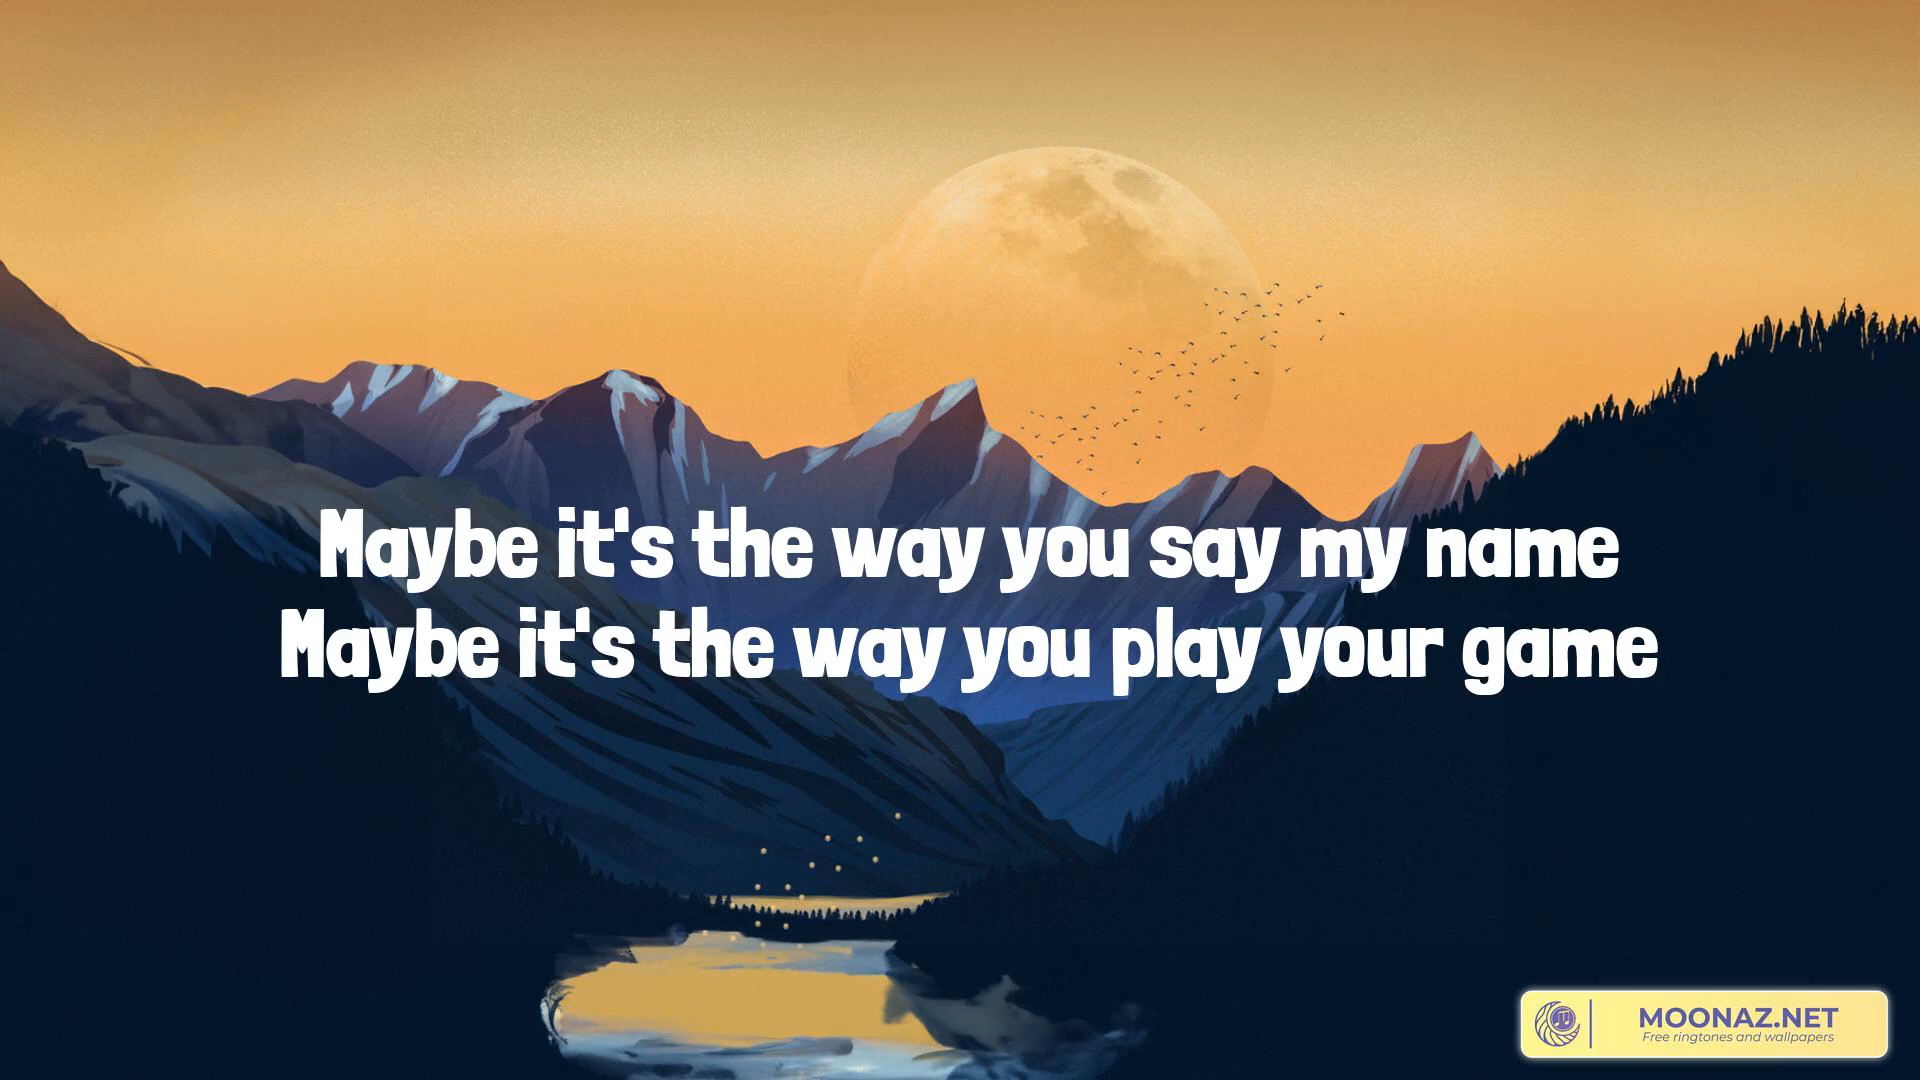 Maybe it's the way you say my name
Maybe it's the way you play your game
MOONAZ.NET
Free ringtones and wallpapers